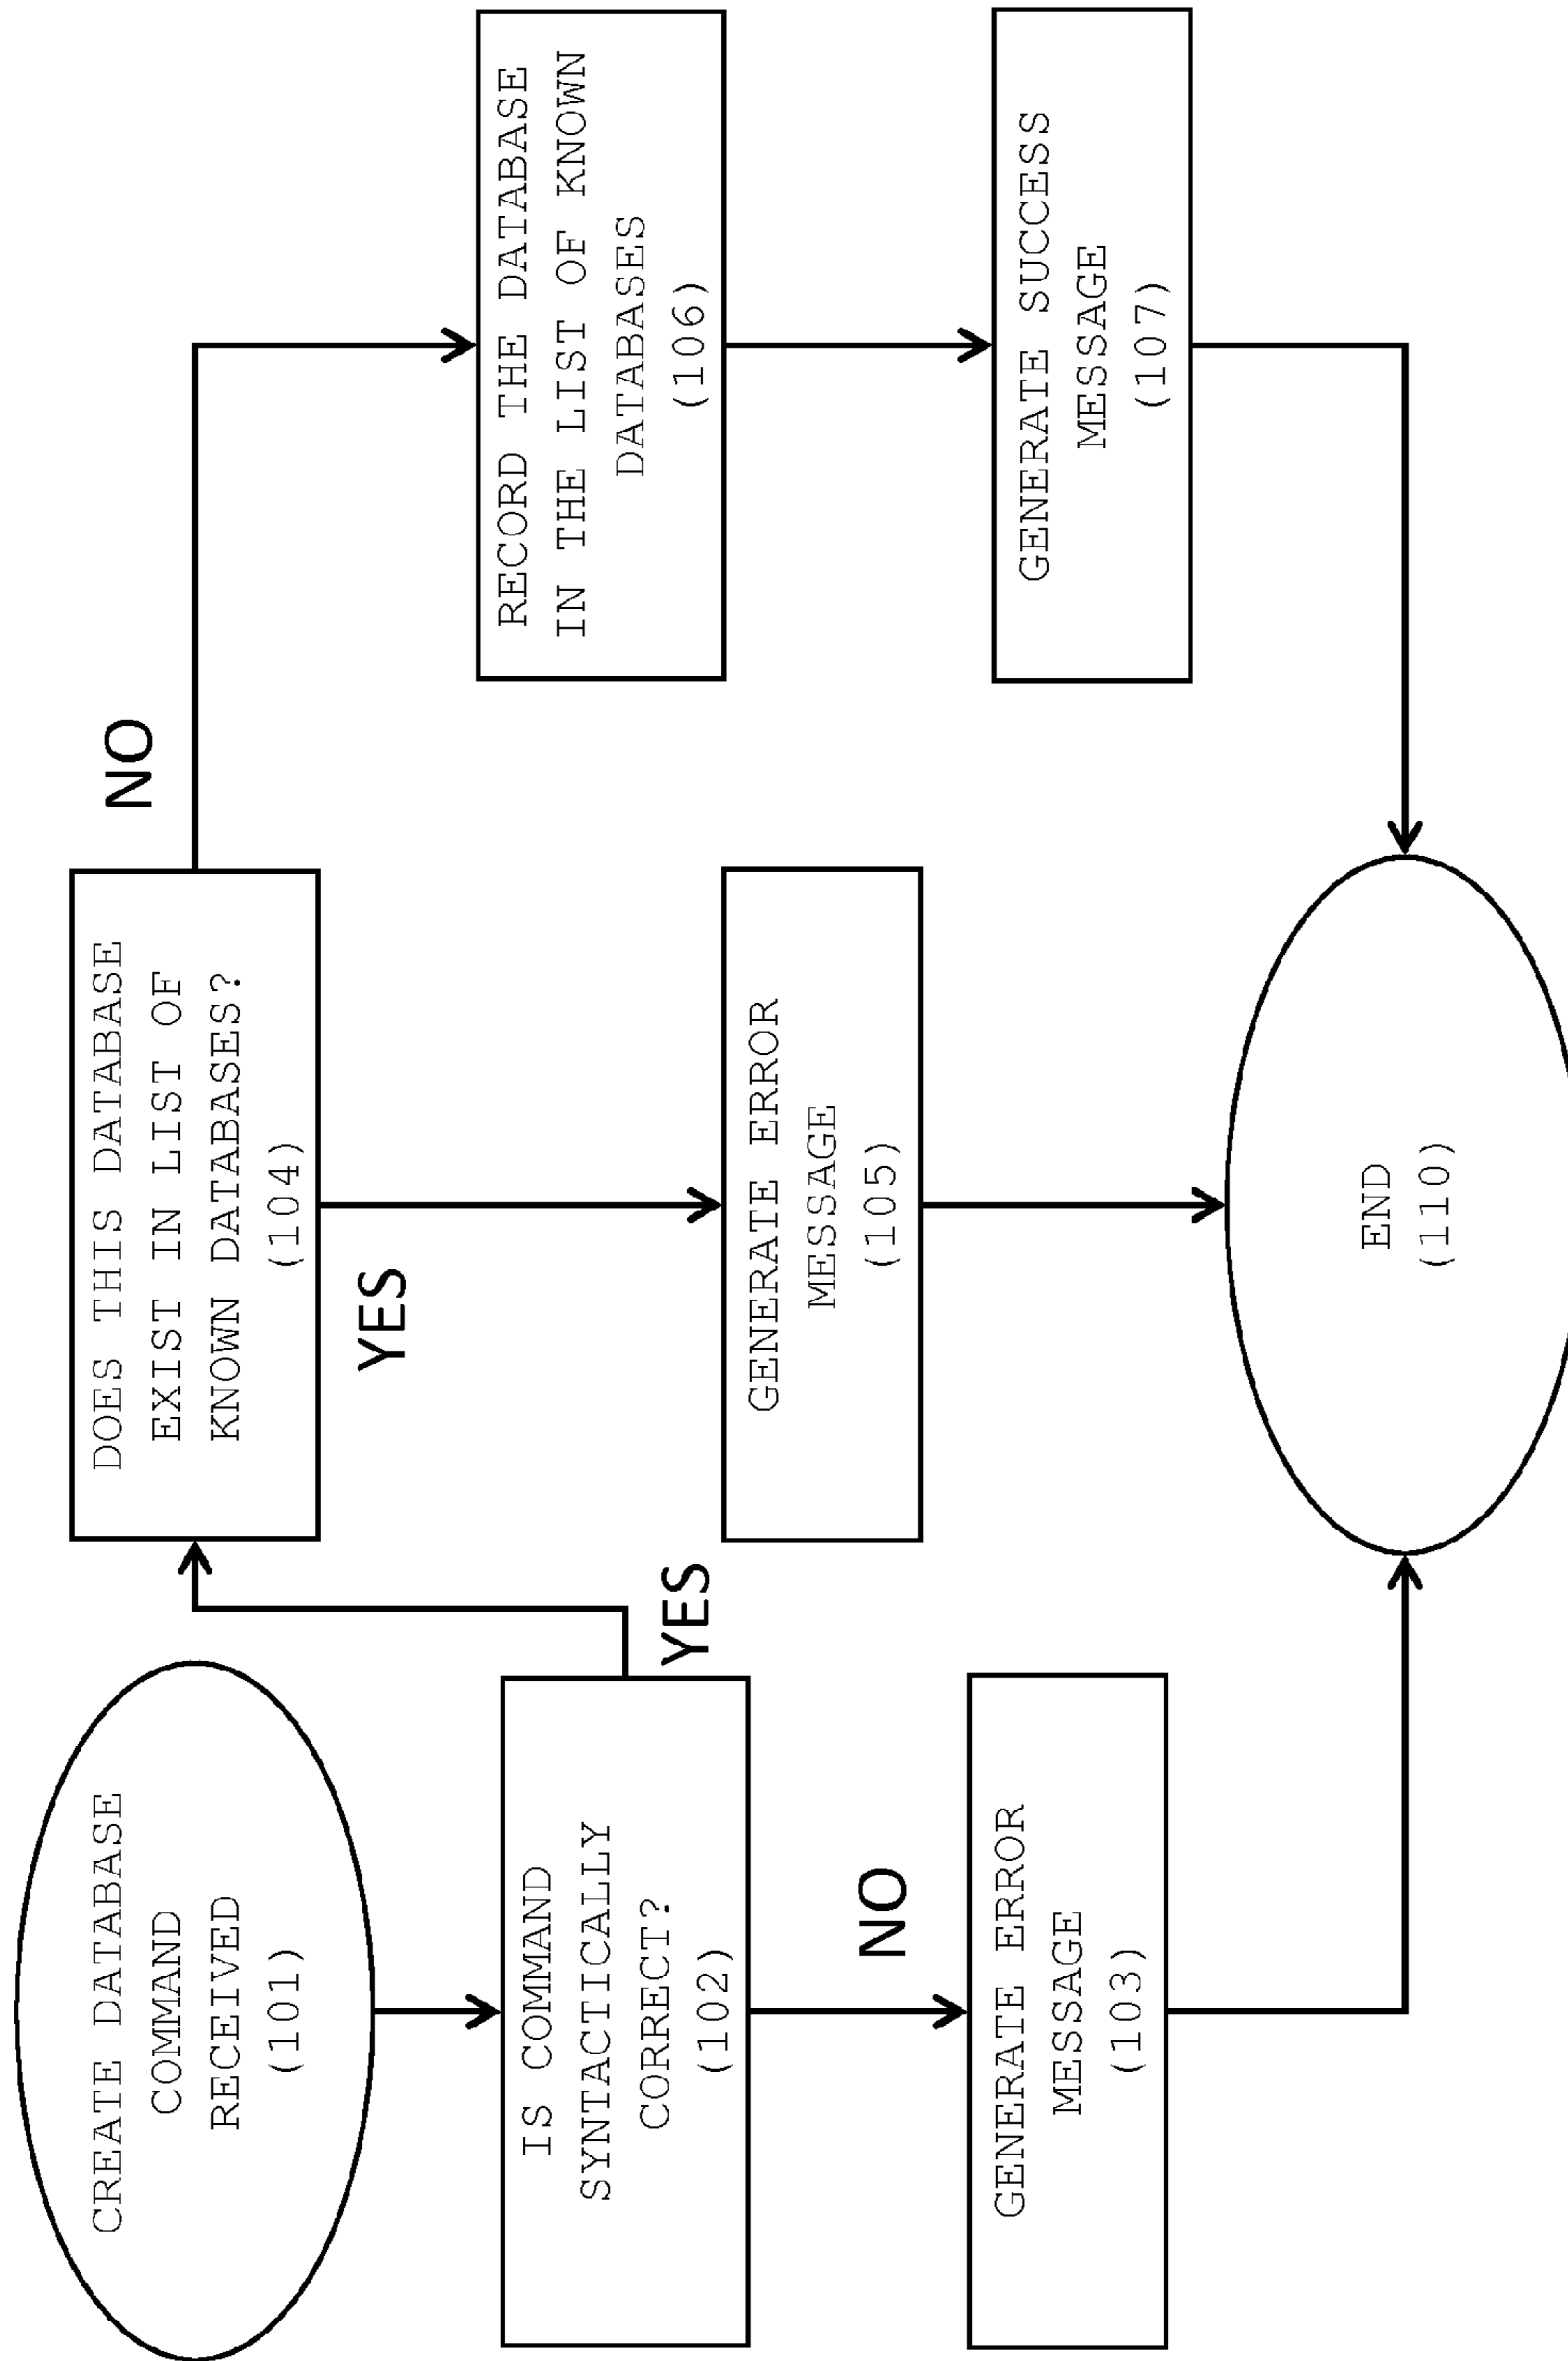 CREATE DATABASE
COMMAND
RECEIVED
(101)
IS COMMAND
SYNTACTICALLY
CORRECT?
(102)
YES
NO
GENERATE ERROR
MESSAGE
(103)
DOES THIS DATABASE
EXIST IN LIST OF
KNOWN DATABASES?
(104)
YES
NO
GENERATE ERROR
MESSAGE
(105)
RECORD THE DATABASE
IN THE LIST OF KNOWN
DATABASES
(106)
GENERATE SUCCESS
MESSAGE
(107)
END
(110)